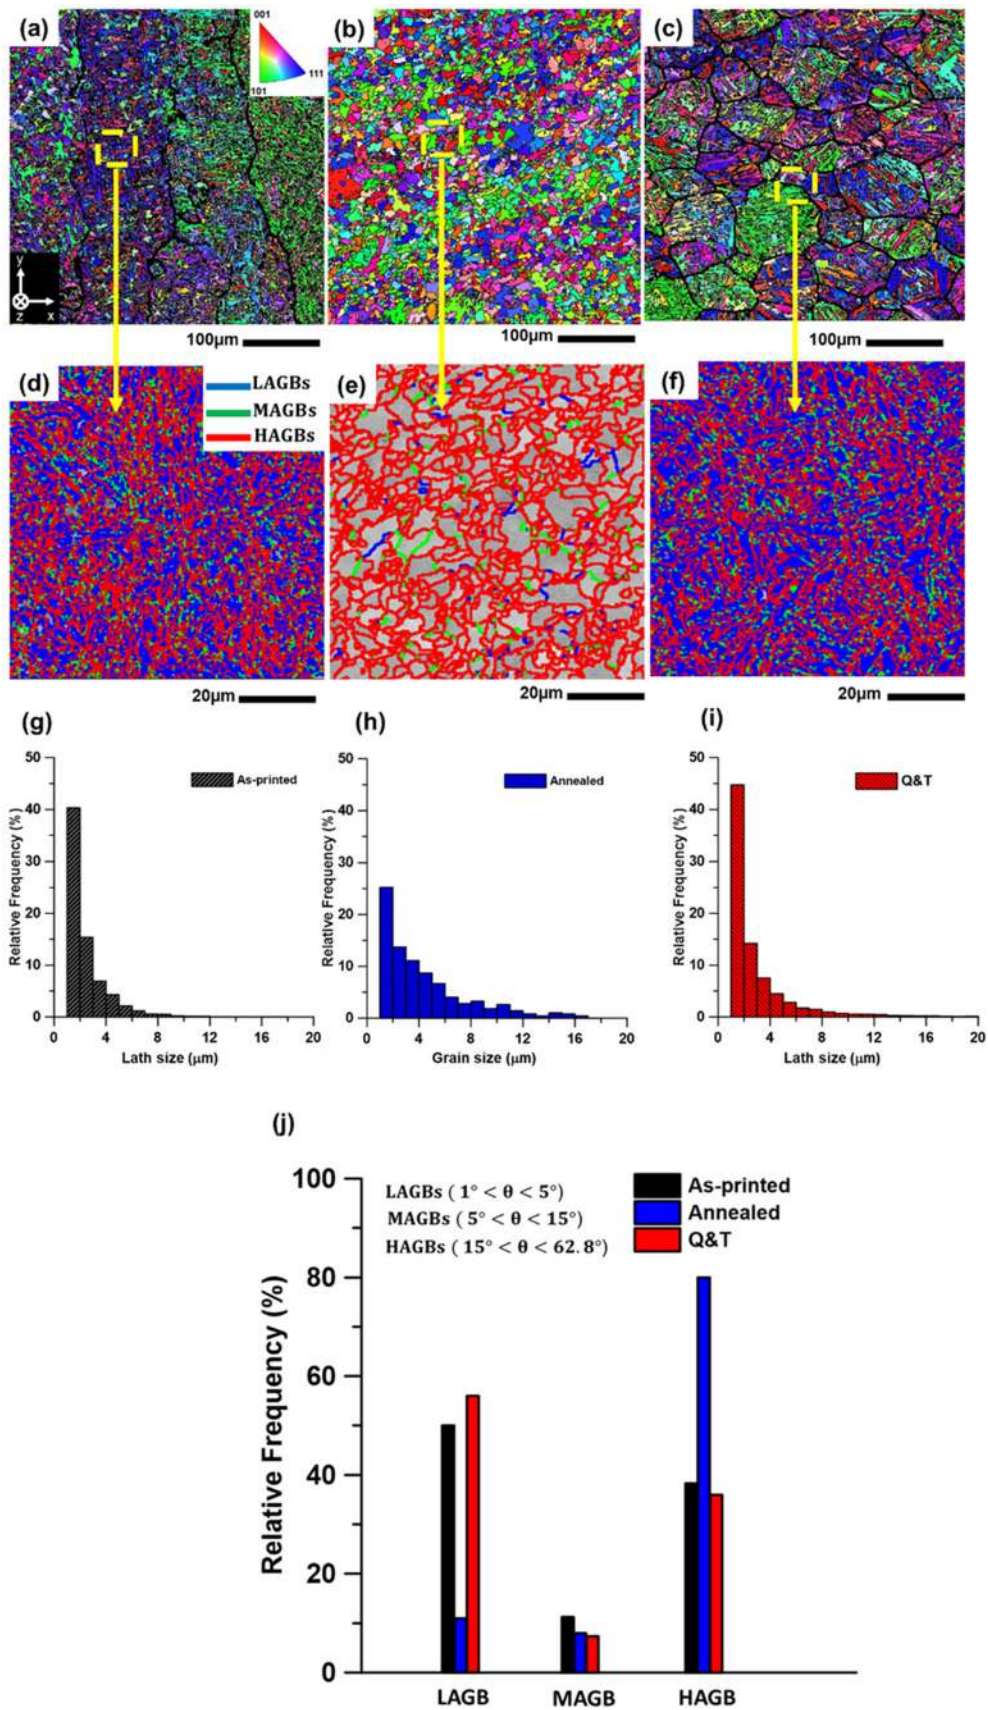 (a)
001
111
101
y
z
x
100µm
(b)
100µm
(c)
100µm
(d)
LAGBs
MAGBs
HAGBs
20µm
(e)
20µm
(f)
20µm
(g)
50
40
30
20
10
0
Relative Frequency (%)
As-printed
0 4 8 12 16 20
Lath size (µm)
(h)
50
40
30
20
10
0
Relative Frequency (%)
Annealed
0 4 8 12 16 20
Grain size (µm)
(i)
50
40
30
20
10
0
Relative Frequency (%)
Q&T
0 4 8 12 16 20
Lath size (µm)
(j)
100
80
60
40
20
0
Relative Frequency (%)
LAGBs ( 1° < θ < 5°)
MAGBs ( 5° < θ < 15°)
HAGBs ( 15° < θ < 62.8°)
As-printed
Annealed
Q&T
LAGB MAGB HAGB